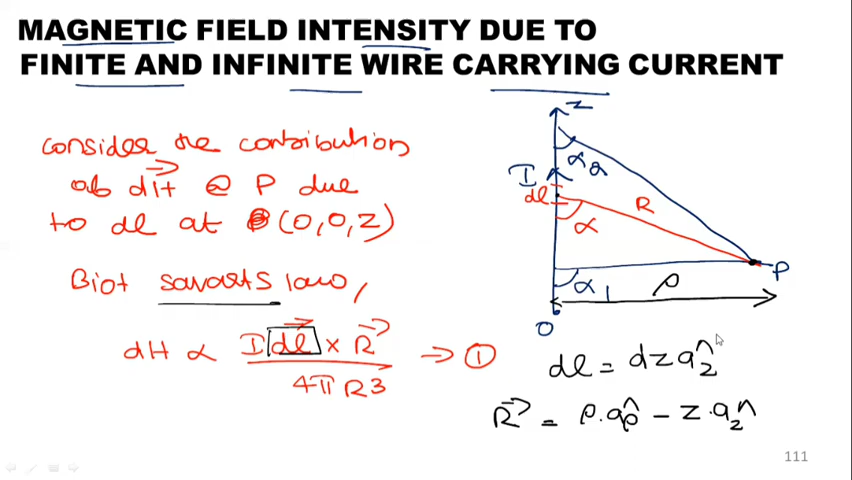 MAGNETIC FIELD INTENSITY DUE TO
FINITE AND INFINITE WIRE CARRYING CURRENT
consider the contribution
ob dH⃗ @ P due
to dl at (0,0,z)
Biot savarts law,
dH ∝ I dl⃗ × R⃗ / 4π R3 → ①
z
α2
I
dl
R
α
P
α1
ρ
O
dl = dz a^z
R⃗ = ρ.a^ρ − z.a^z
111